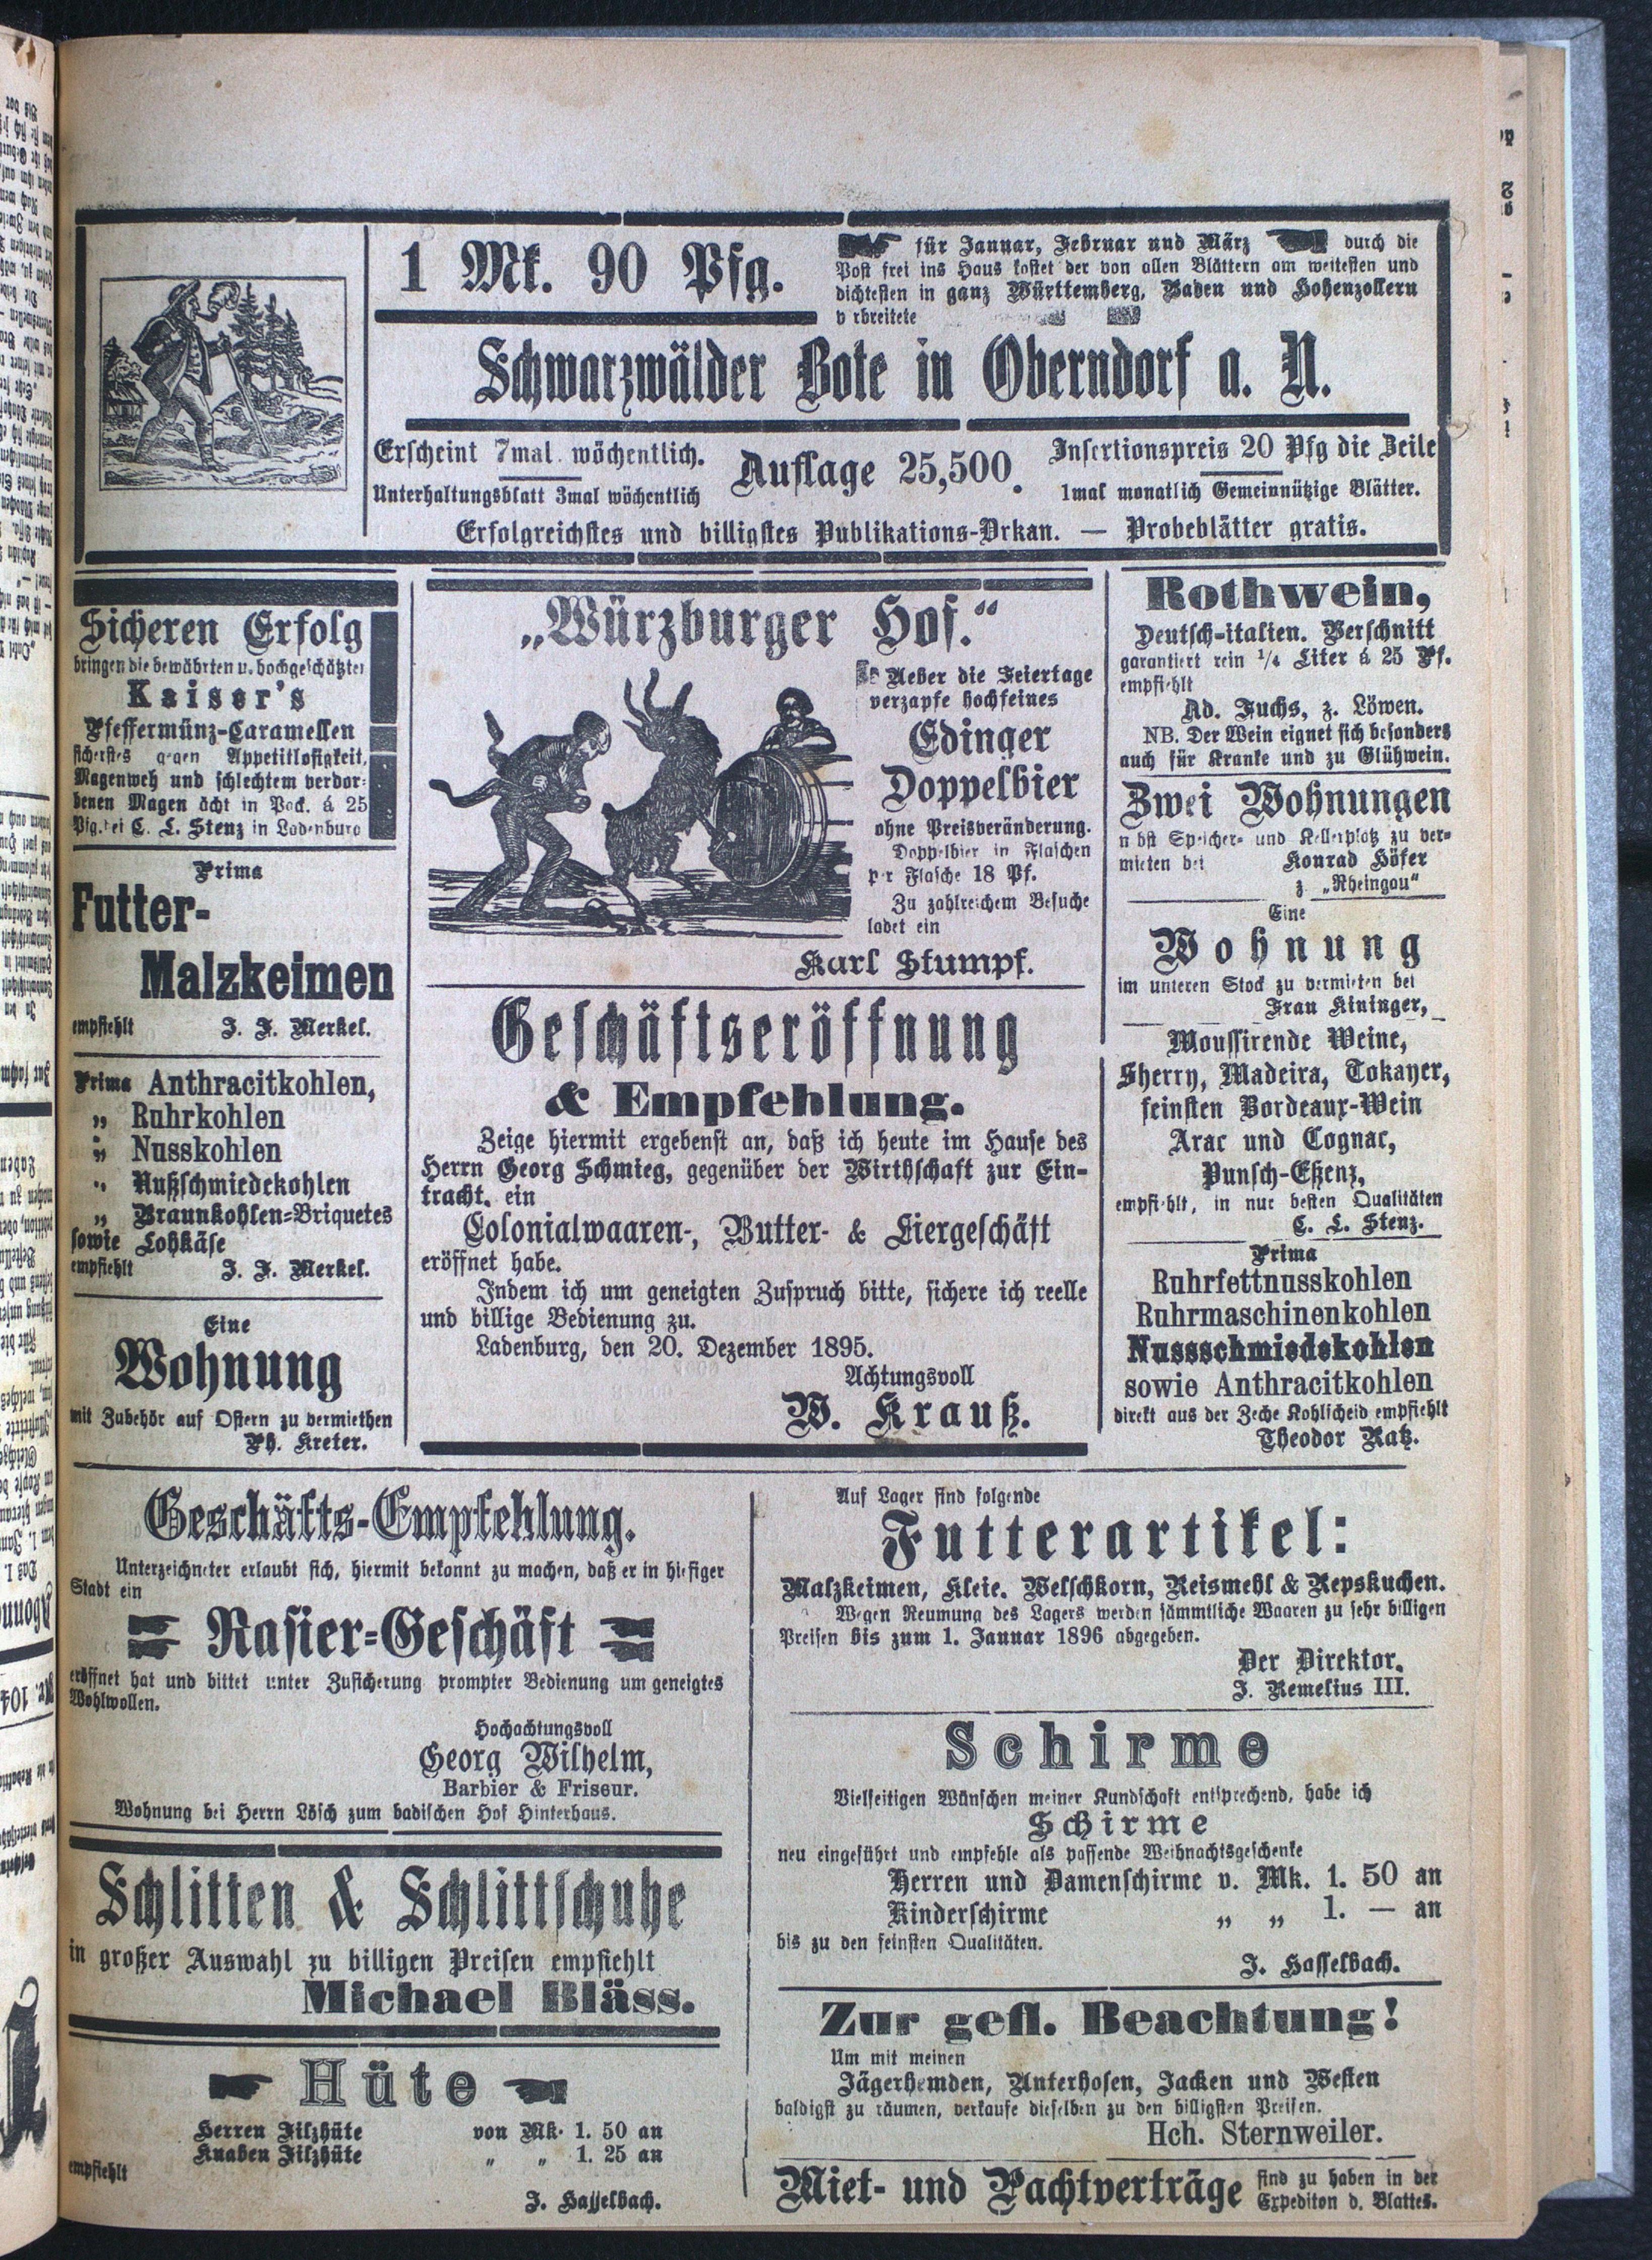 1 Mk. 90 Pfg.
für Januar, Februar und März durch die
Post frei ins Haus kostet der von allen Blättern am weitesten und
dichtesten in ganz Württemberg, Baden und Hohenzollern
v rbreitete
Schwarzwälder Bote in Oberndorf a. N.
Erscheint 7mal wöchentlich.
Unterhaltungsblatt 3mal wöchentlich
Auflage 25,500.
Insertionspreis 20 Pfg die Zeile
1mal monatlich Gemeinnützige Blätter.
Erfolgreichstes und billigstes Publikations-Orkan. — Probeblätter gratis.
Sicheren Erfolg
bringen die bewährten u. hochgeschätzten
Kaiser's
Pfeffermünz-Caramellen
sicherstes gegen Appetitlosigkeit,
Magenweh und schlechtem verdor-
benen Magen ächt in Pack. á 25
Pfg. bei C. L. Stenz in Ladenburg
Prima
Futter-
Malzkeimen
empfiehlt J. F. Merkel.
Prima Anthracitkohlen,
„ Ruhrkohlen
„ Nusskohlen
„ Nußschmiedekohlen
„ Braunkohlen-Briquetes
sowie Lohkäse
empfiehlt J. F. Merkel.
Eine
Wohnung
mit Zubehör auf Ostern zu vermiethen
Ph. Kreter.
„Würzburger Hof.“
Ueber die Feiertage
verzapfe hochfeines
Edinger
Doppelbier
ohne Preisveränderung.
Doppelbier in Flaschen
per Flasche 18 Pf.
Zu zahlreichem Besuche
ladet ein
Karl Stumpf.
Geschäftseröffnung
& Empfehlung.
Zeige hiermit ergebenst an, daß ich heute im Hause des
Herrn Georg Schmieg, gegenüber der Wirthschaft zur Ein-
tracht, ein
Colonialwaaren-, Butter- & Eiergeschäft
eröffnet habe.
Indem ich um geneigten Zuspruch bitte, sichere ich reelle
und billige Bedienung zu.
Ladenburg, den 20. Dezember 1895.
Achtungsvoll
W. Krauß.
Rothwein,
Deutsch-italien. Verschnitt
garantiert rein 1/4 Liter á 25 Pf.
empfiehlt
Ad. Fuchs, z. Löwen.
NB. Der Wein eignet sich besonders
auch für Kranke und zu Glühwein.
Zwei Wohnungen
n bst Speicher- und Kellerplatz zu ver-
mieten bei Konrad Höfer
z. „Rheingau“
Eine
Wohnung
im unteren Stock zu vermieten bei
Frau Kininger,
Moussirende Weine,
Sherry, Madeira, Tokayer,
feinsten Bordeaux-Wein
Arac und Cognac,
Punsch-Eßenz,
empfiehlt, in nur besten Qualitäten
C. L. Stenz.
Prima
Ruhrfettnusskohlen
Ruhrmaschinenkohlen
Nussschmiedekohlen
sowie Anthracitkohlen
direkt aus der Zeche Kohlscheid empfiehlt
Theodor Ratz.
Geschäfts-Empfehlung.
Unterzeichneter erlaubt sich, hiermit bekannt zu machen, daß er in hiesiger
Stadt ein
Rasier-Geschäft
eröffnet hat und bittet unter Zusicherung prompter Bedienung um geneigtes
Wohlwollen.
Hochachtungsvoll
Georg Wilhelm,
Barbier & Friseur.
Wohnung bei Herrn Lösch zum badischen Hof Hinterhaus.
Schlitten & Schlittschuhe
in großer Auswahl zu billigen Preisen empfiehlt
Michael Bläss.
Hüte
Herren Filzhüte von Mk. 1. 50 an
Knaben Filzhüte „ „ 1. 25 an
empfiehlt
J. Hasselbach.
Auf Lager sind folgende
Futterartikel:
Malzkeimen, Kleie, Welschkorn, Reismehl & Repskuchen.
Wegen Reumung des Lagers werden sämmtliche Waaren zu sehr billigen
Preisen bis zum 1. Januar 1896 abgegeben.
Der Direktor.
J. Remelius III.
Schirme
Vielseitigen Wünschen meiner Kundschaft entsprechend, habe ich
Schirme
neu eingeführt und empfehle als passende Weihnachtsgeschenke
Herren und Damenschirme v. Mk. 1. 50 an
Kinderschirme „ „ 1. — an
bis zu den feinsten Qualitäten.
J. Hasselbach.
Zur gefl. Beachtung!
Um mit meinen
Jägerhemden, Unterhosen, Jacken und Westen
baldigst zu räumen, verkaufe dieselben zu den billigsten Preisen.
Hch. Sternweiler.
Miet- und Pachtverträge sind zu haben in der
Expediton d. Blattes.